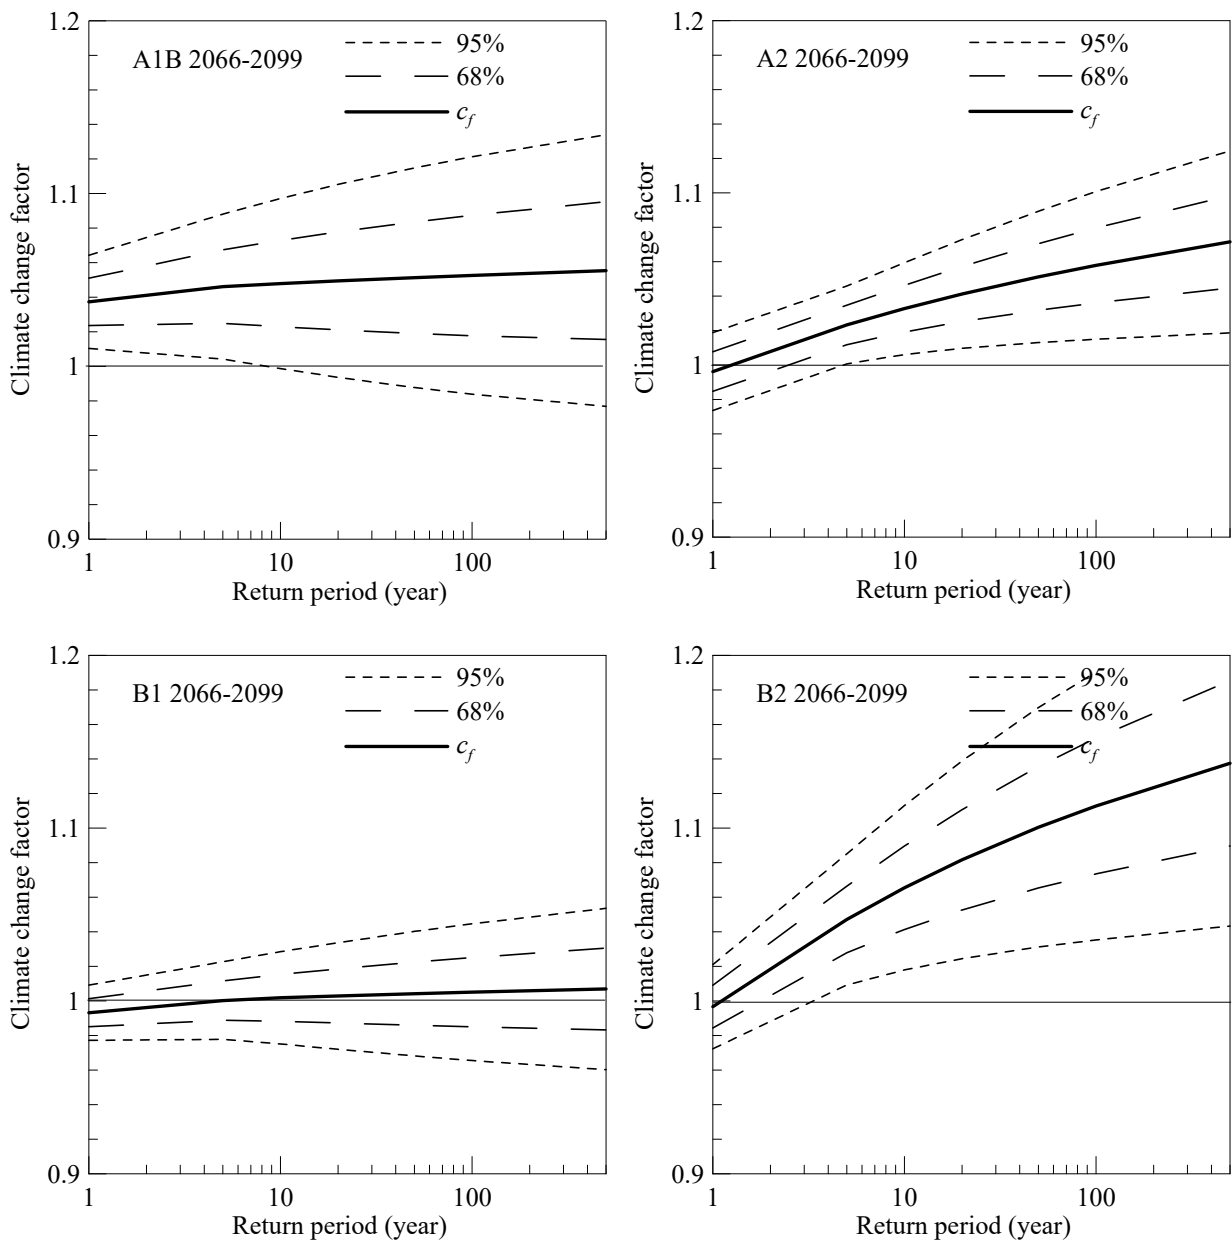 1.2
A1B 2066-2099
95%
68%
c_f
1.1
1
0.9
Climate change factor
1
10
100
Return period (year)
1.2
A2 2066-2099
95%
68%
c_f
1.1
1
0.9
Climate change factor
1
10
100
Return period (year)
1.2
B1 2066-2099
95%
68%
c_f
1.1
1
0.9
Climate change factor
1
10
100
Return period (year)
1.2
B2 2066-2099
95%
68%
c_f
1.1
1
0.9
Climate change factor
1
10
100
Return period (year)